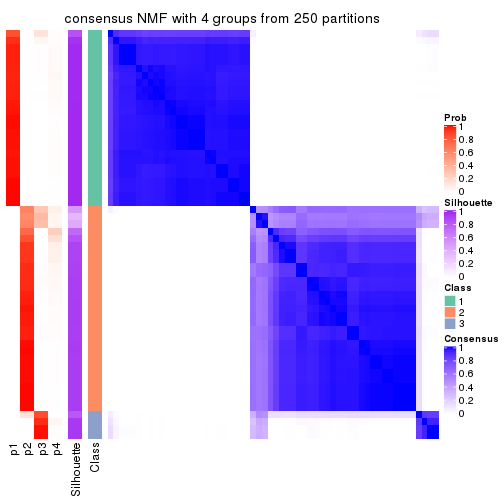 consensus NMF with 4 groups from 250 partitions
Prob
1
0.8
0.6
0.4
0.2
0
Silhouette
1
0.8
0.6
0.4
0.2
0
Class
1
2
3
Consensus
1
0.8
0.6
0.4
0.2
0
p1
p2
p3
p4
Silhouette
Class